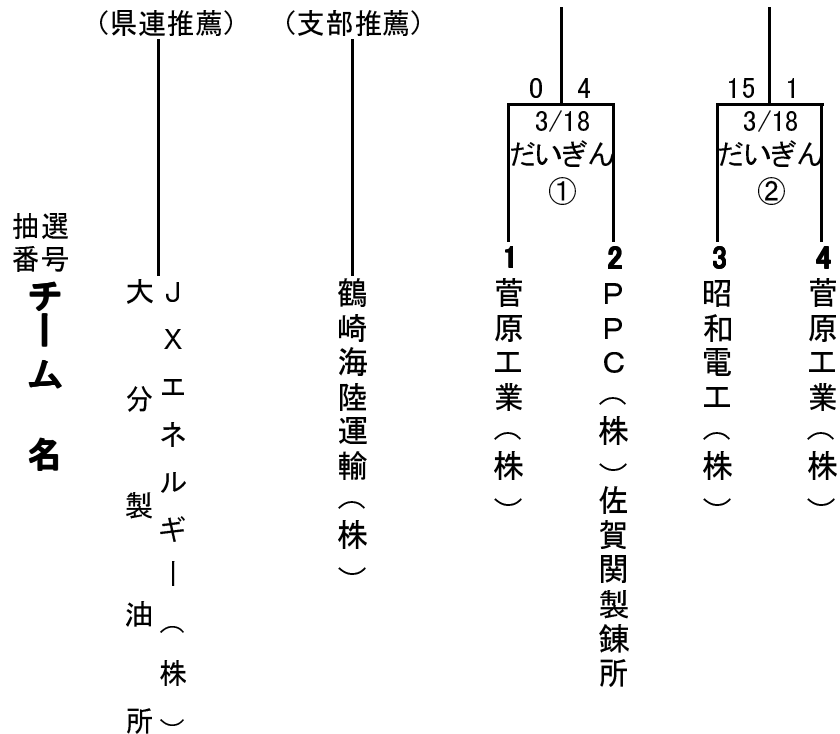 （県連推薦）
（支部推薦）
0 4
15 1
3/18
だいぎん
①
3/18
だいぎん
②
抽選
番号
1
2
3
4
チーム 名
JXエネルギー（株）
大分製油所
鶴崎海陸運輸（株）
菅原工業（株）
PPC（株）佐賀関製錬所
昭和電工（株）
菅原工業（株）